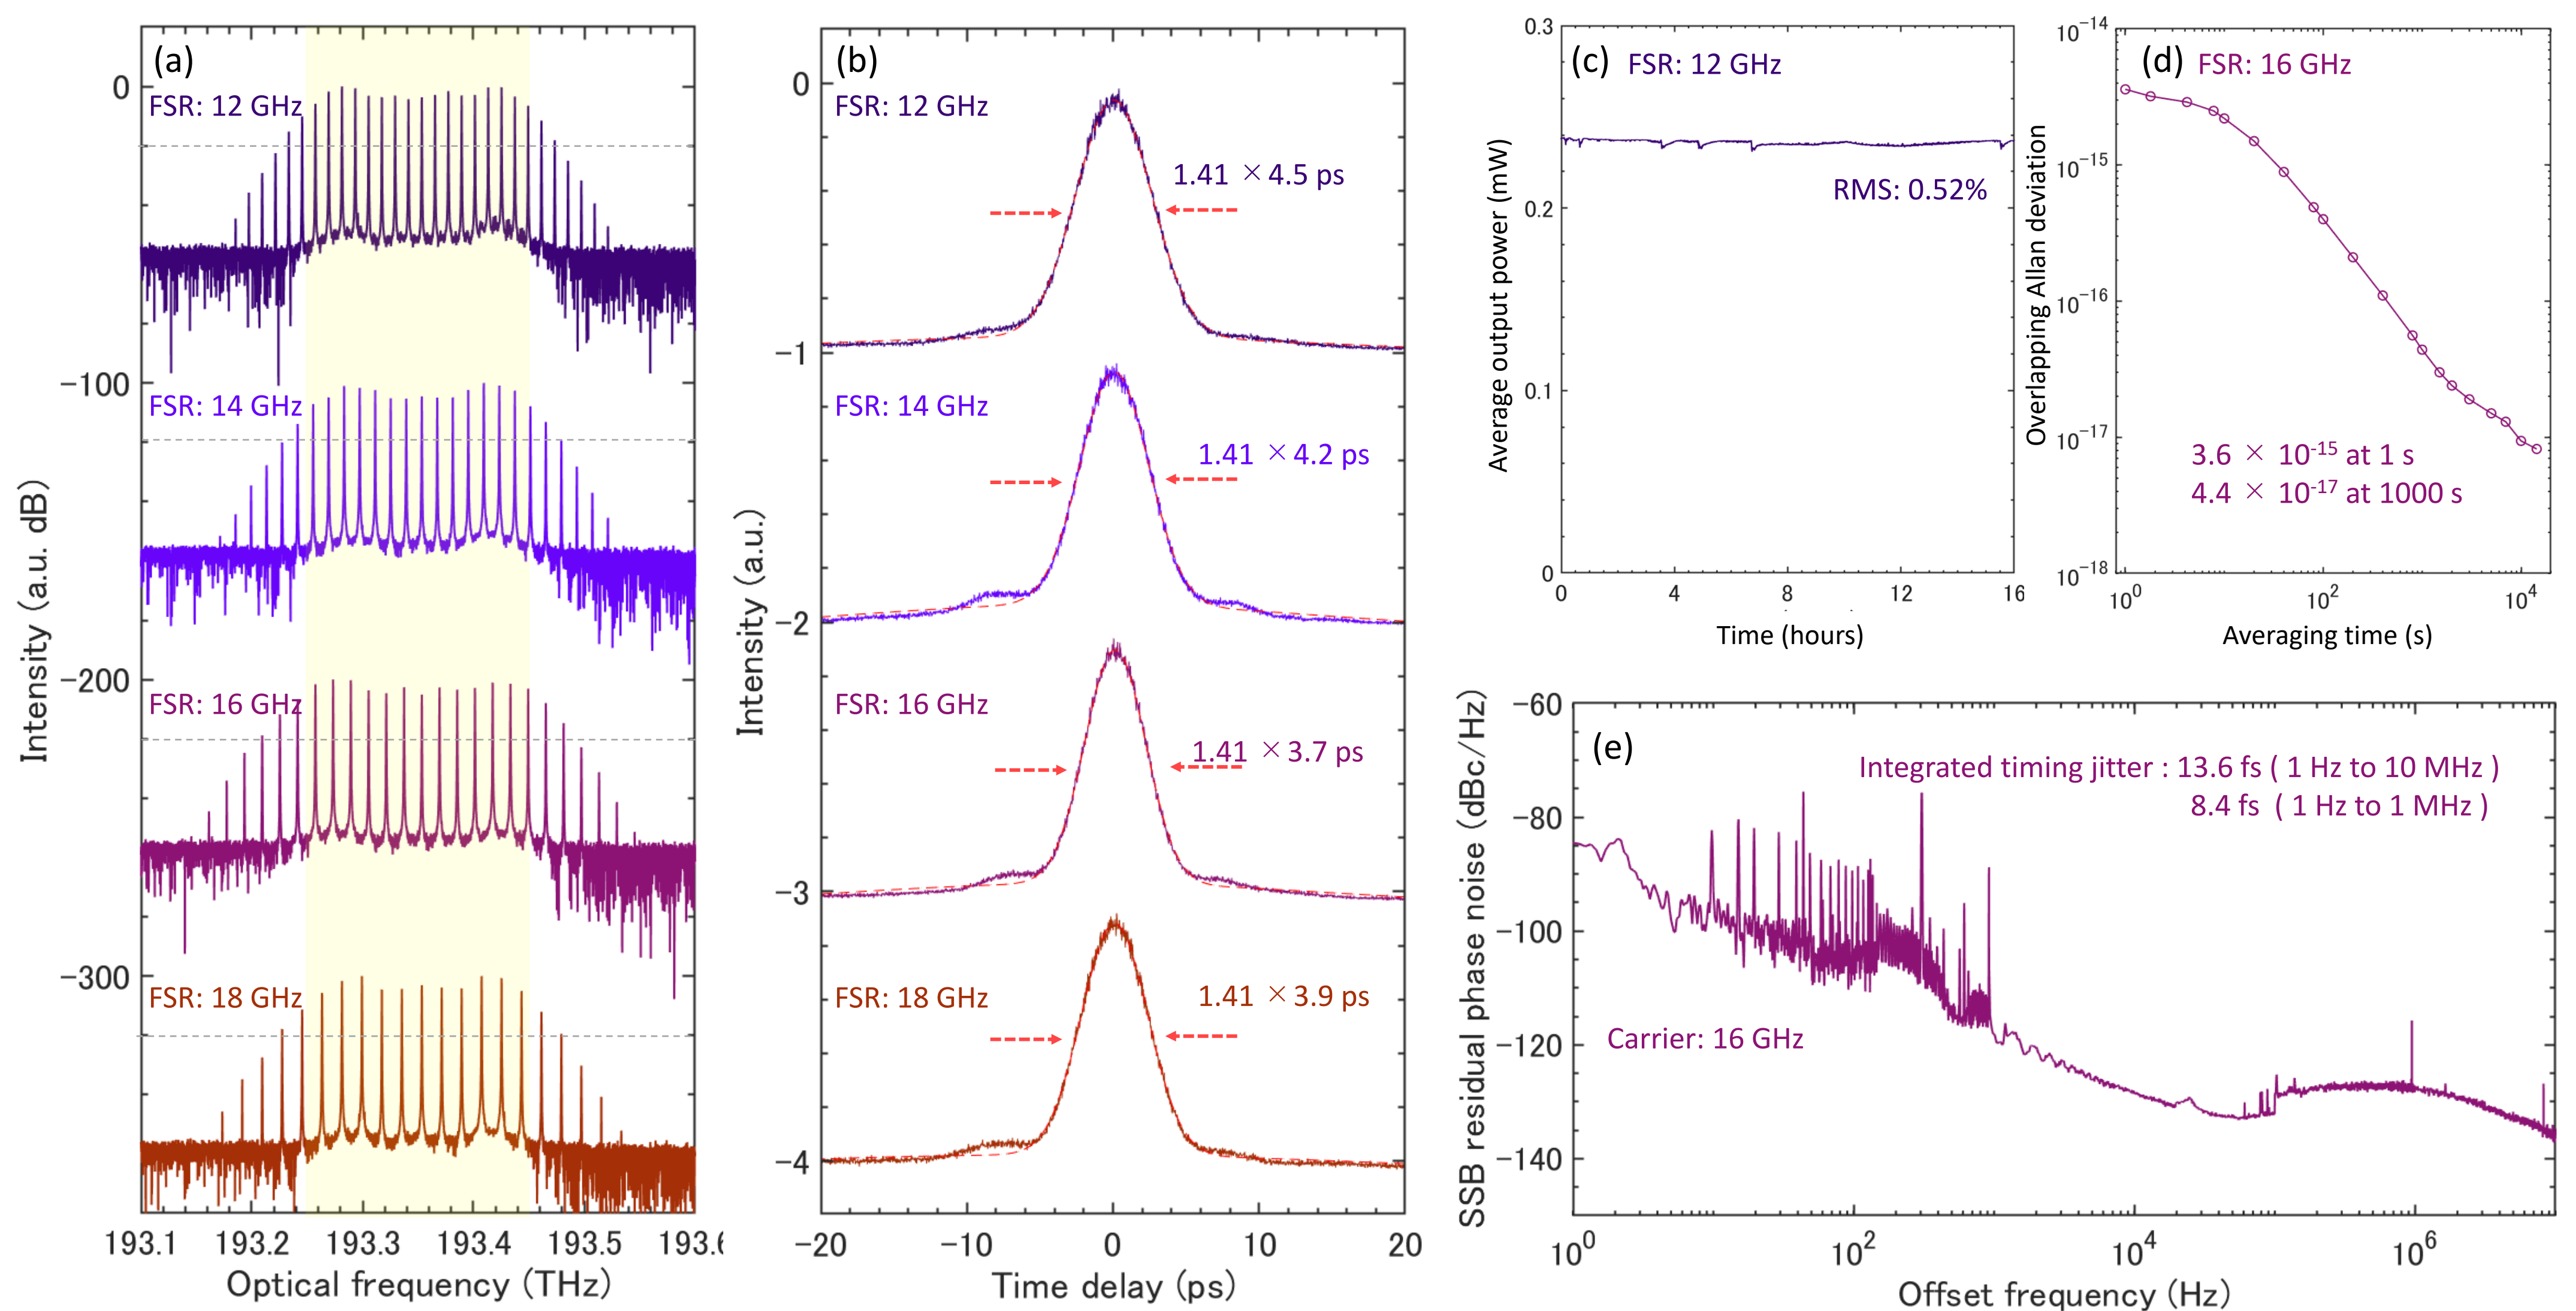 (a)
FSR: 12 GHz
FSR: 14 GHz
FSR: 16 GHz
FSR: 18 GHz
0
−100
−200
−300
Intensity (a.u. dB)
193.1 193.2 193.3 193.4 193.5 193.6
Optical frequency (THz)
(b)
FSR: 12 GHz
1.41 × 4.5 ps
FSR: 14 GHz
1.41 × 4.2 ps
FSR: 16 GHz
1.41 × 3.7 ps
FSR: 18 GHz
1.41 × 3.9 ps
0
−1
−2
−3
−4
Intensity (a.u.)
−20 −10 0 10 20
Time delay (ps)
(c) FSR: 12 GHz
RMS: 0.52%
0.3
0.2
0.1
0
Average output power (mW)
0 4 8 12 16
Time (hours)
(d) FSR: 16 GHz
3.6 × 10⁻¹⁵ at 1 s
4.4 × 10⁻¹⁷ at 1000 s
10⁻¹⁴
10⁻¹⁵
10⁻¹⁶
10⁻¹⁷
10⁻¹⁸
Overlapping Allan deviation
10⁰ 10² 10⁴
Averaging time (s)
(e)
Integrated timing jitter : 13.6 fs ( 1 Hz to 10 MHz )
8.4 fs ( 1 Hz to 1 MHz )
Carrier: 16 GHz
−60
−80
−100
−120
−140
SSB residual phase noise (dBc/Hz)
10⁰ 10² 10⁴ 10⁶
Offset frequency (Hz)